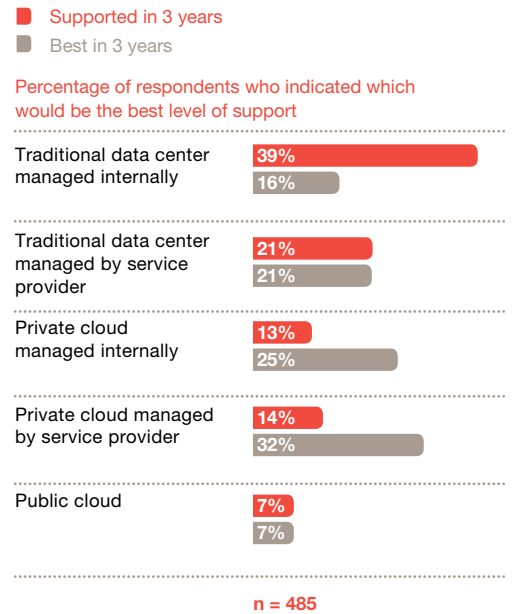 Supported in 3 years
Best in 3 years
Percentage of respondents who indicated which
would be the best level of support
Traditional data center
managed internally
39%
16%
Traditional data center
managed by service
provider
21%
21%
Private cloud
managed internally
13%
25%
Private cloud managed
by service provider
14%
32%
Public cloud
7%
7%
n = 485